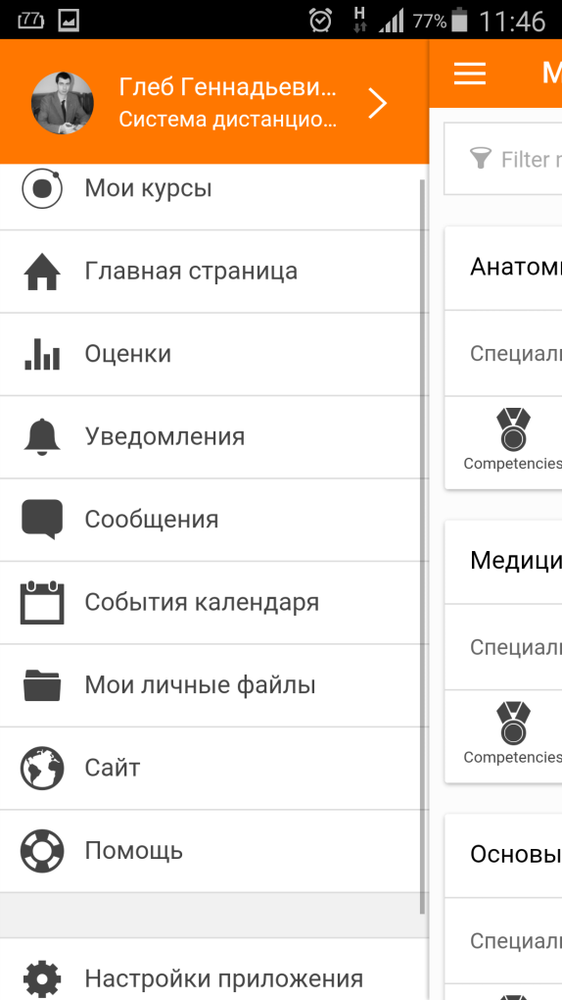 77
H
77%
11:46
Глеб Геннадьеви...
Система дистанцио...
Мои курсы
Главная страница
Оценки
Уведомления
Сообщения
События календаря
Мои личные файлы
Сайт
Помощь
Настройки приложения
М
Filter
Анатом
Специал
Competencies
Медици
Специал
Competencies
Основы
Специал